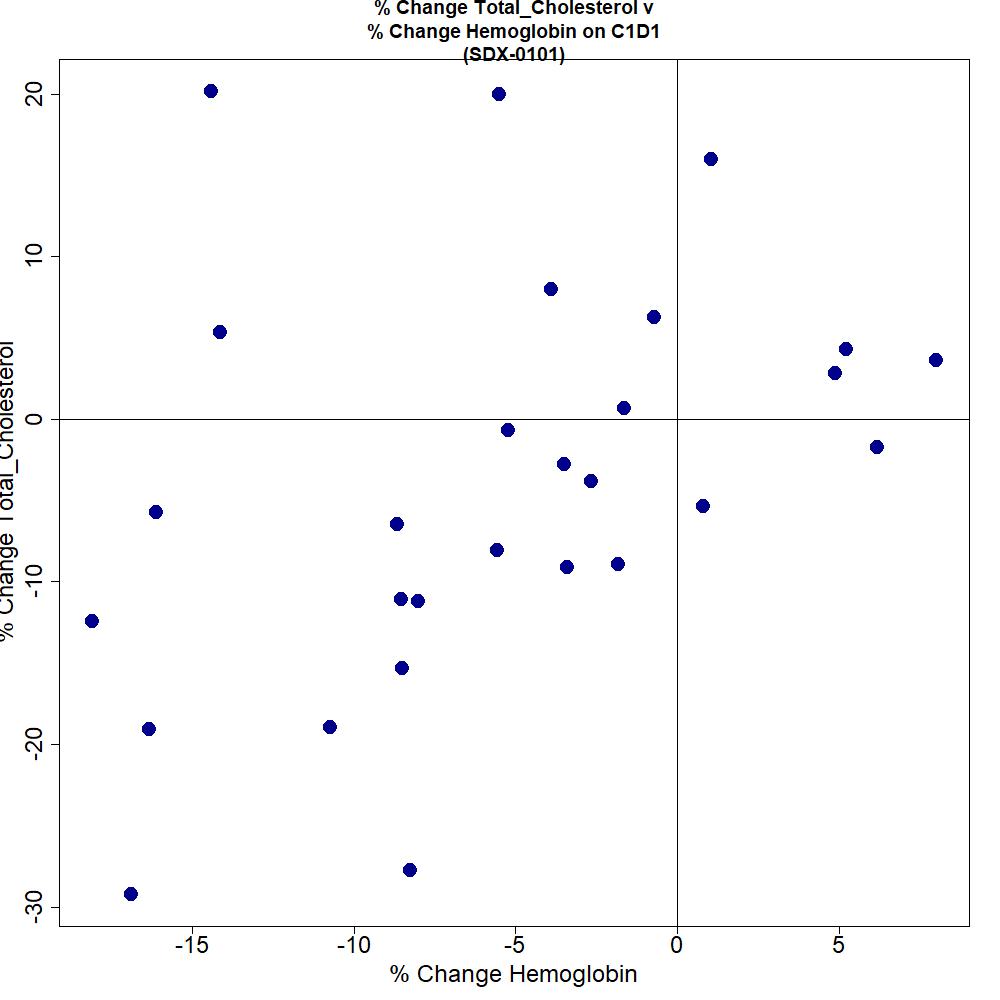 % Change Total_Cholesterol v
% Change Hemoglobin on C1D1
(SDX-0101)
% Change Total_Cholesterol
20
10
0
-10
-20
-30
-15
-10
-5
0
5
% Change Hemoglobin